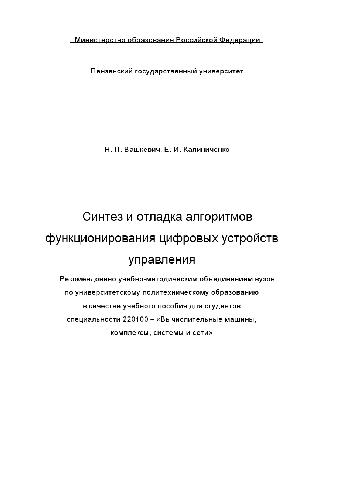 Министерство образования Российской Федерации
Пензенский государственный университет
Н. П. Вашкевич, Е. И. Калиниченко
Синтез и отладка алгоритмов
функционирования цифровых устройств
управления
Рекомендовано учебно-методическим объединением вузов
по университетскому политехническому образованию
в качестве учебного пособия для студентов
специальности 220100 – «Вычислительные машины,
комплексы, системы и сети»